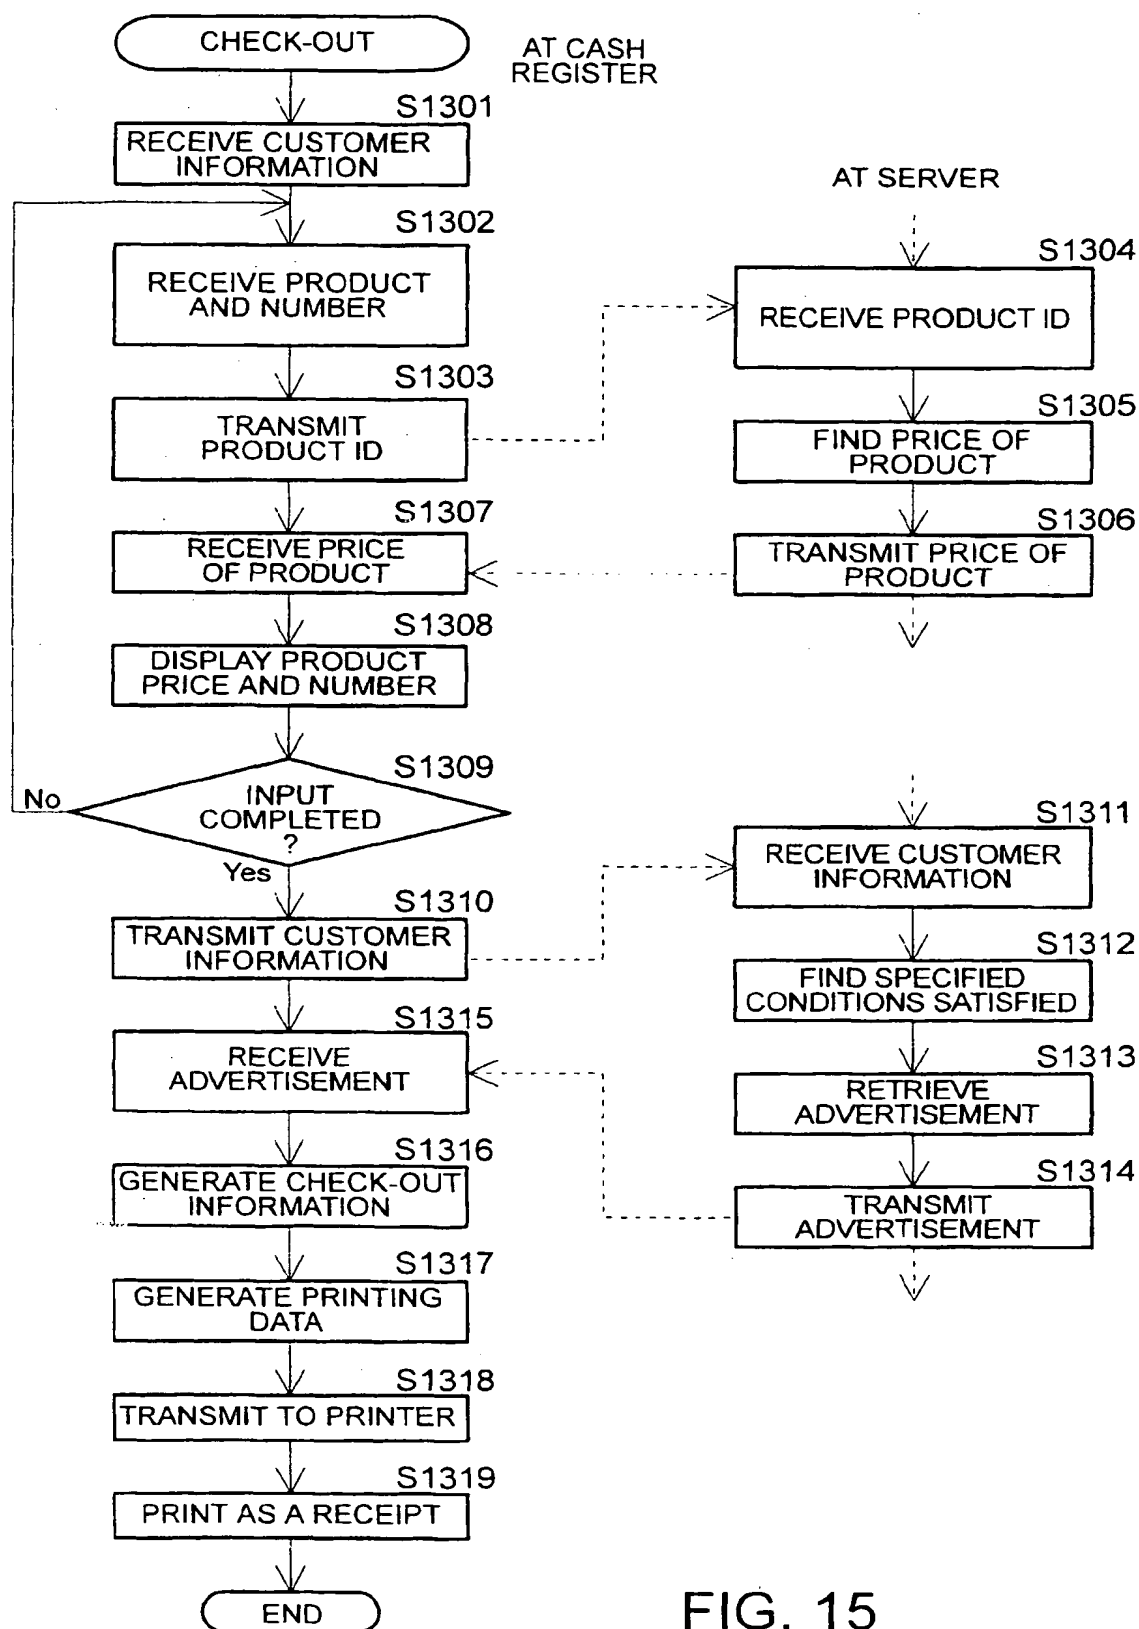 CHECK-OUT
AT CASH
REGISTER
S1301
RECEIVE CUSTOMER
INFORMATION
S1302
RECEIVE PRODUCT
AND NUMBER
S1303
TRANSMIT
PRODUCT ID
S1307
RECEIVE PRICE
OF PRODUCT
S1308
DISPLAY PRODUCT
PRICE AND NUMBER
S1309
INPUT
COMPLETED
?
No
Yes
S1310
TRANSMIT CUSTOMER
INFORMATION
S1315
RECEIVE
ADVERTISEMENT
S1316
GENERATE CHECK-OUT
INFORMATION
S1317
GENERATE PRINTING
DATA
S1318
TRANSMIT TO PRINTER
S1319
PRINT AS A RECEIPT
END
AT SERVER
S1304
RECEIVE PRODUCT ID
S1305
FIND PRICE OF
PRODUCT
S1306
TRANSMIT PRICE OF
PRODUCT
S1311
RECEIVE CUSTOMER
INFORMATION
S1312
FIND SPECIFIED
CONDITIONS SATISFIED
S1313
RETRIEVE
ADVERTISEMENT
S1314
TRANSMIT
ADVERTISEMENT
FIG. 15